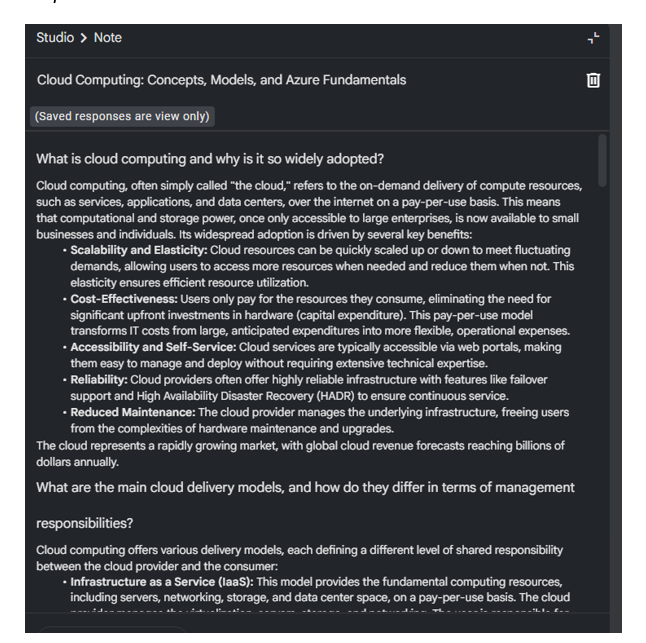 Studio > Note
Cloud Computing: Concepts, Models, and Azure Fundamentals
(Saved responses are view only)
What is cloud computing and why is it so widely adopted?
Cloud computing, often simply called "the cloud," refers to the on-demand delivery of compute resources,
such as services, applications, and data centers, over the internet on a pay-per-use basis. This means
that computational and storage power, once only accessible to large enterprises, is now available to small
businesses and individuals. Its widespread adoption is driven by several key benefits:
• Scalability and Elasticity: Cloud resources can be quickly scaled up or down to meet fluctuating
demands, allowing users to access more resources when needed and reduce them when not. This
elasticity ensures efficient resource utilization.
• Cost-Effectiveness: Users only pay for the resources they consume, eliminating the need for
significant upfront investments in hardware (capital expenditure). This pay-per-use model
transforms IT costs from large, anticipated expenditures into more flexible, operational expenses.
• Accessibility and Self-Service: Cloud services are typically accessible via web portals, making
them easy to manage and deploy without requiring extensive technical expertise.
• Reliability: Cloud providers often offer highly reliable infrastructure with features like failover
support and High Availability Disaster Recovery (HADR) to ensure continuous service.
• Reduced Maintenance: The cloud provider manages the underlying infrastructure, freeing users
from the complexities of hardware maintenance and upgrades.
The cloud represents a rapidly growing market, with global cloud revenue forecasts reaching billions of
dollars annually.
What are the main cloud delivery models, and how do they differ in terms of management
responsibilities?
Cloud computing offers various delivery models, each defining a different level of shared responsibility
between the cloud provider and the consumer:
• Infrastructure as a Service (IaaS): This model provides the fundamental computing resources,
including servers, networking, storage, and data center space, on a pay-per-use basis. The cloud